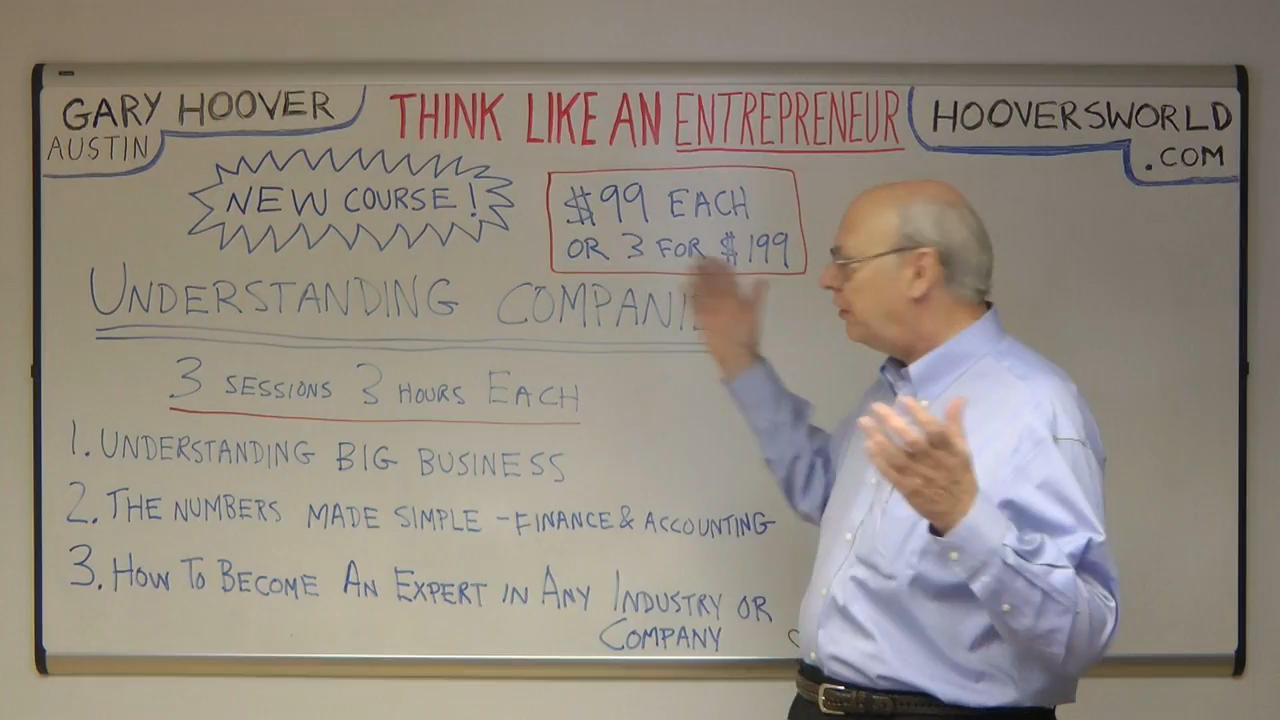 GARY HOOVER
AUSTIN
THINK LIKE AN ENTREPRENEUR
HOOVERSWORLD
.COM
NEW COURSE!
$99 EACH
OR 3 FOR $199
UNDERSTANDING
3 SESSIONS 3 HOURS EACH
1. UNDERSTANDING BIG BUSINESS
2. THE NUMBERS MADE SIMPLE - FINANCE & ACCOUNTING
3. HOW TO BECOME AN EXPERT IN ANY INDUSTRY OR
COMPANY